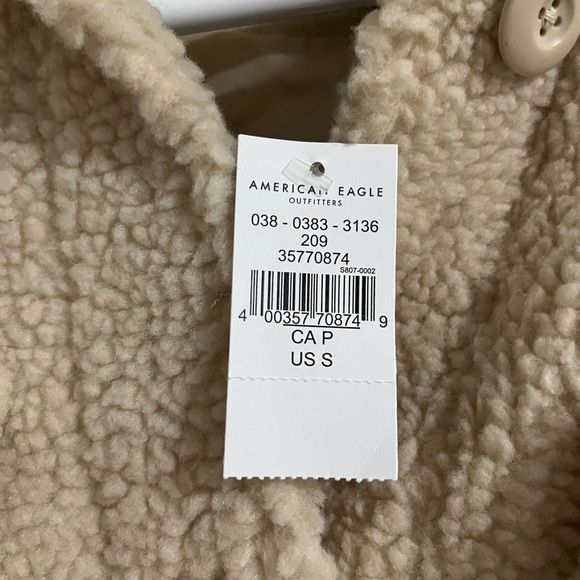 AMERICAN EAGLE
OUTFITTERS
038 - 0383 - 3136
209
35770874
S807-0002
4 00357 70874 9
CA P
US S